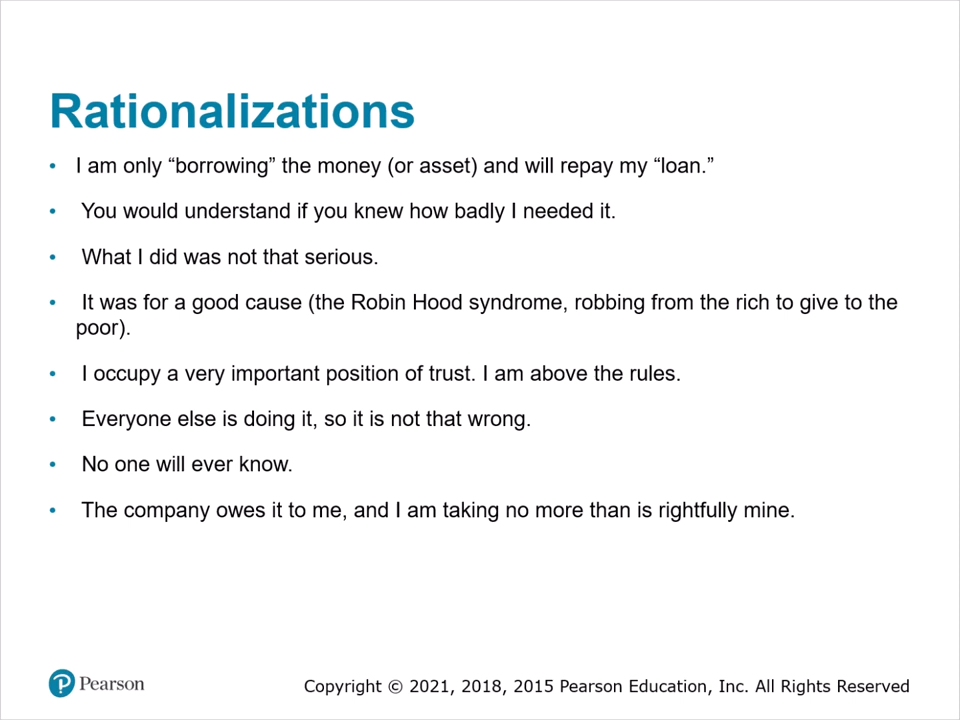 Rationalizations
• I am only “borrowing” the money (or asset) and will repay my “loan.”
• You would understand if you knew how badly I needed it.
• What I did was not that serious.
• It was for a good cause (the Robin Hood syndrome, robbing from the rich to give to the
poor).
• I occupy a very important position of trust. I am above the rules.
• Everyone else is doing it, so it is not that wrong.
• No one will ever know.
• The company owes it to me, and I am taking no more than is rightfully mine.
P Pearson
Copyright © 2021, 2018, 2015 Pearson Education, Inc. All Rights Reserved